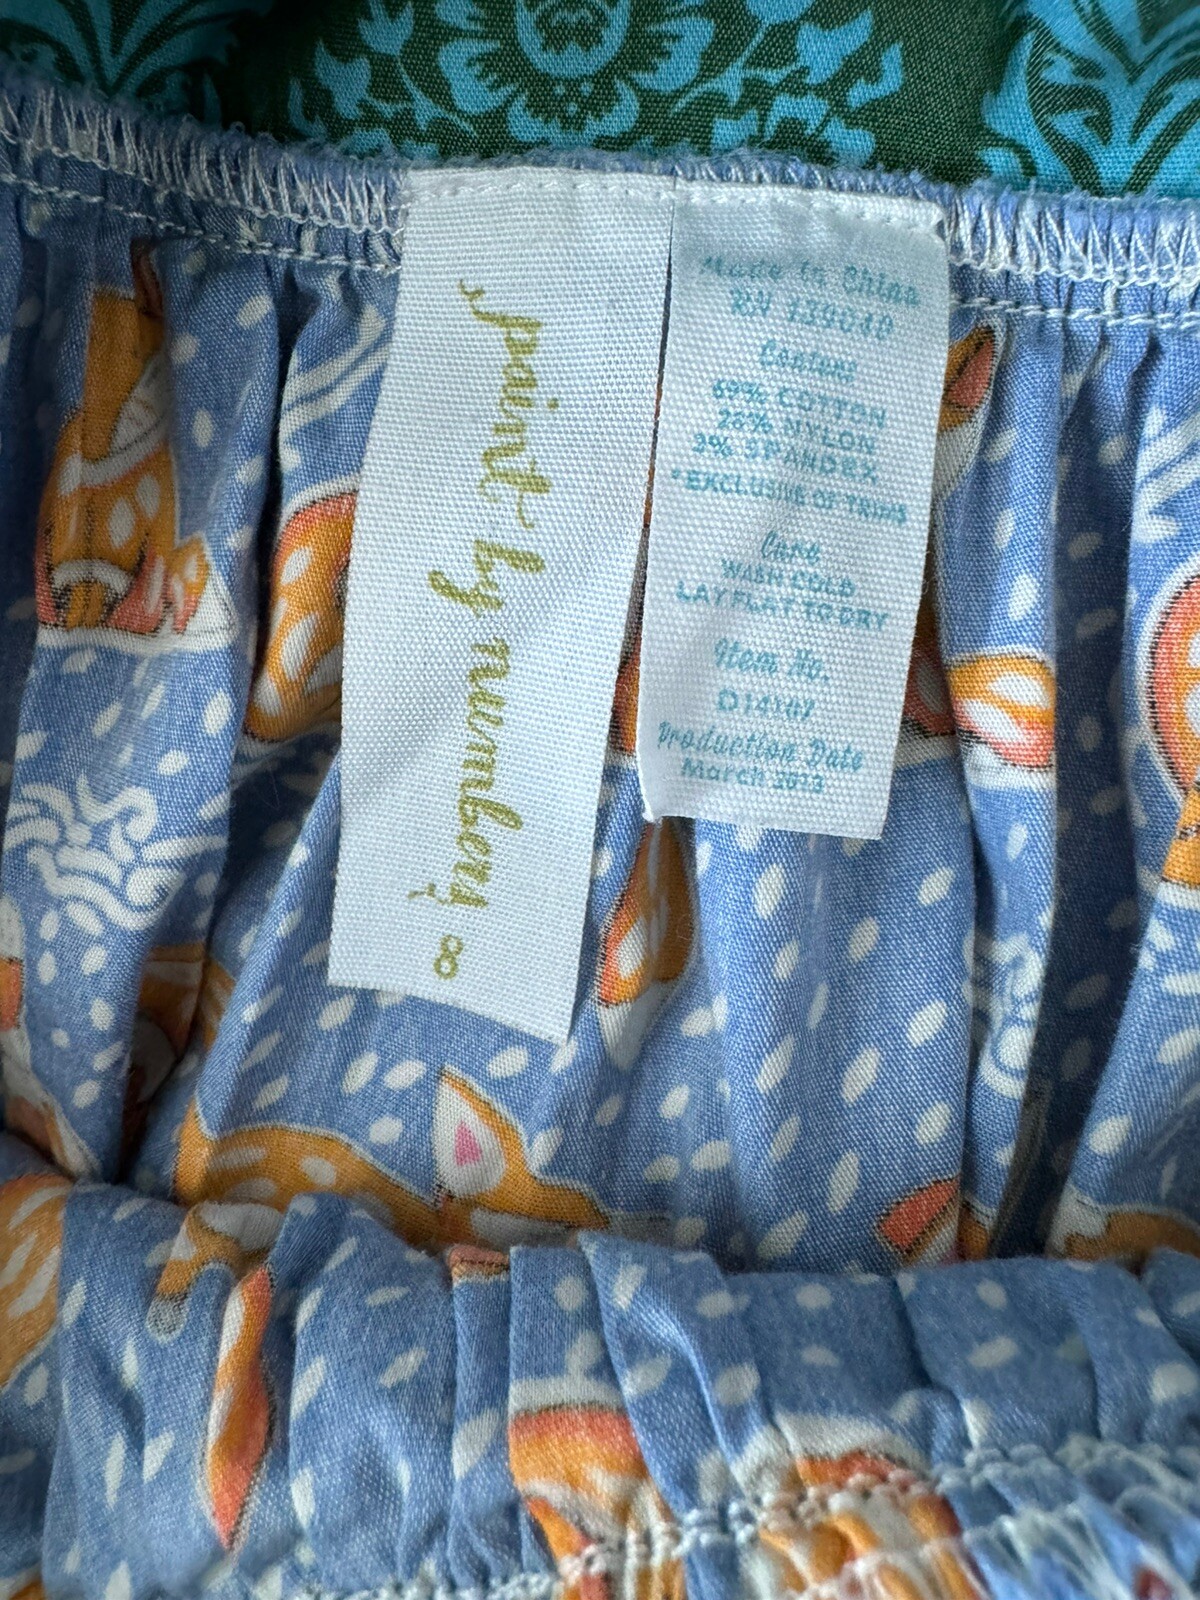 paint by numbers
8
Made in China
RN 139040
Content
69% COTTON
28% NYLON
3% SPANDEX
*EXCLUSIVE OF TRIMS
Care
WASH COLD
LAY FLAT TO DRY
Item No.
Production Date
March 2013